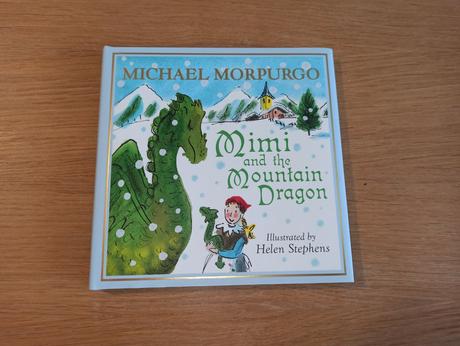 MICHAEL MORPURGO
Mimi
and the
Mountain
Dragon
Illustrated by
Helen Stephens